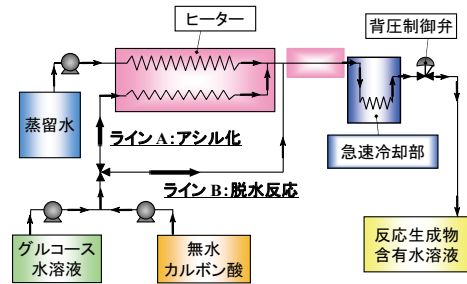 ヒーター
背圧制御弁
蒸留水
ライン A:アシル化
急速冷却部
ライン B:脱水反応
グルコース
水溶液
無水
カルボン酸
反応生成物
含有水溶液